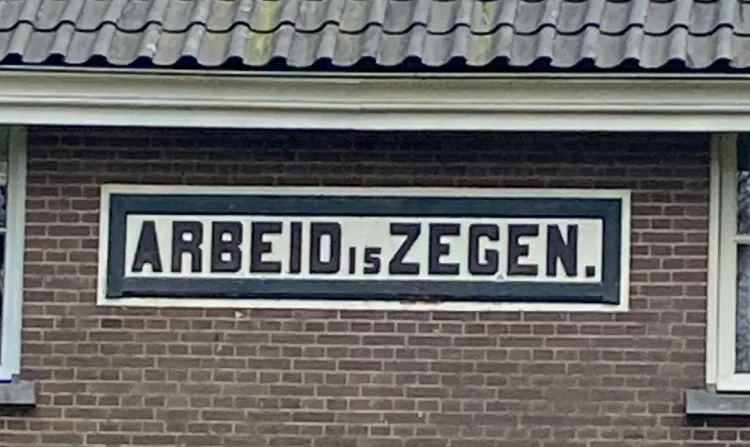 ARBEID IS ZEGEN.